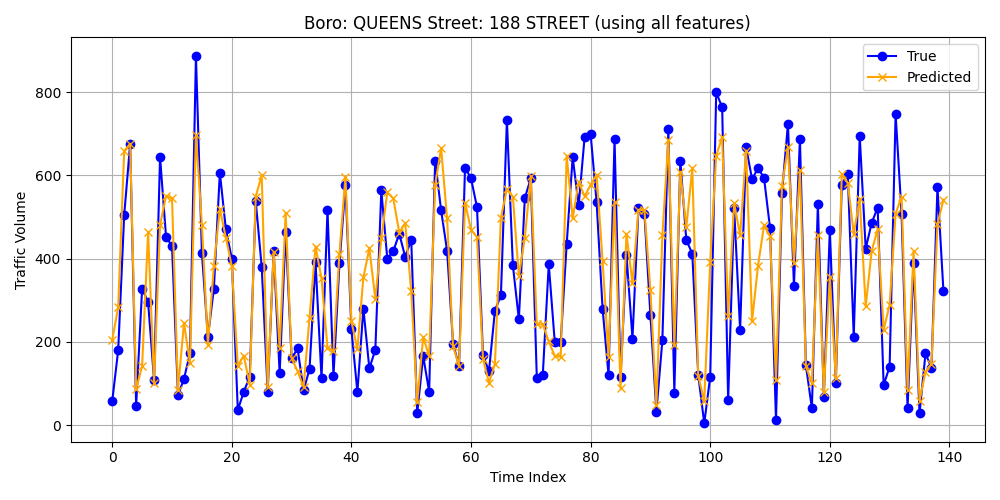 Boro: QUEENS Street: 188 STREET (using all features)
True
Predicted
Traffic Volume
800
600
400
200
0
0 20 40 60 80 100 120 140
Time Index